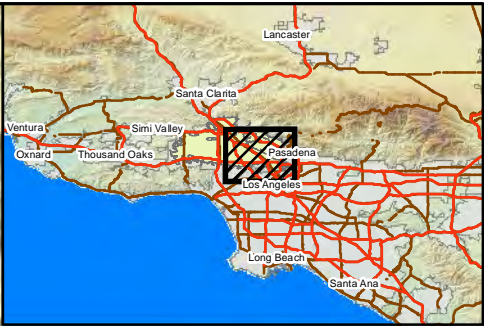 Lancaster
Santa Clarita
Ventura
Simi Valley
Oxnard
Thousand Oaks
Pasadena
Los Angeles
Long Beach
Santa Ana